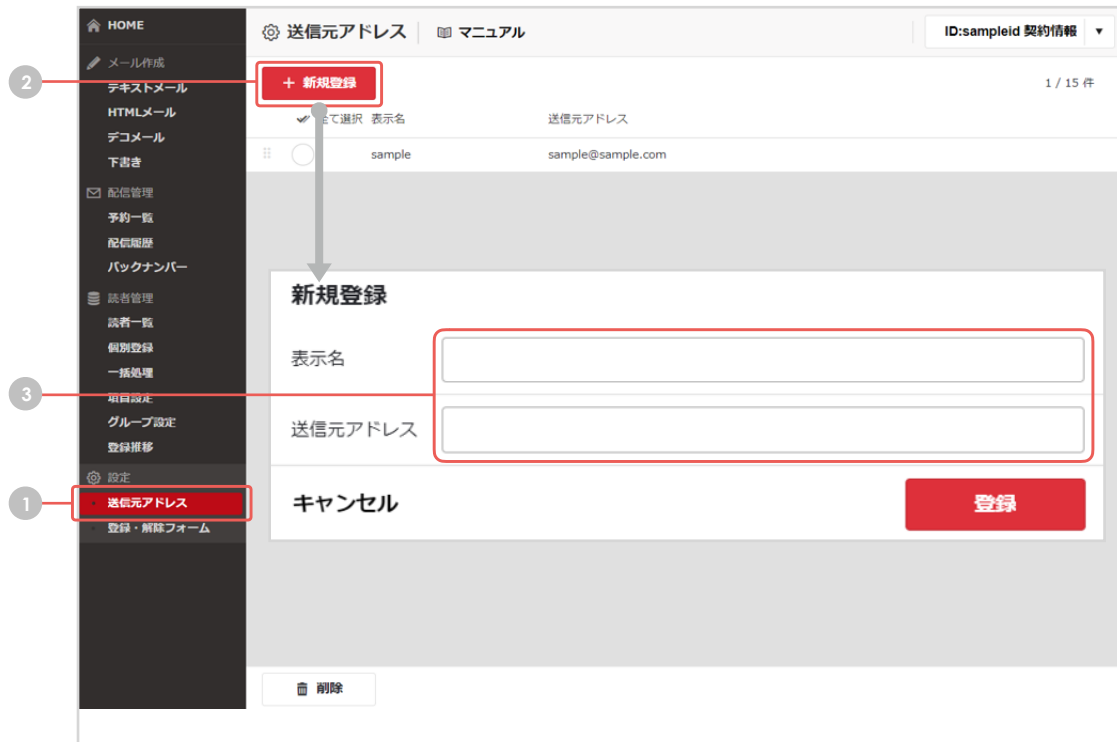 HOME
メール作成
テキストメール
HTMLメール
デコメール
下書き
配信管理
予約一覧
配信履歴
バックナンバー
読者管理
読者一覧
個別登録
一括処理
項目設定
グループ設定
登録推移
設定
送信元アドレス
登録・解除フォーム
送信元アドレス マニュアル
ID:sampleid 契約情報 ▼
2
+ 新規登録
1 / 15 件
全て選択 表示名 送信元アドレス
sample sample@sample.com
新規登録
表示名
3
送信元アドレス
1
キャンセル 登録
削除